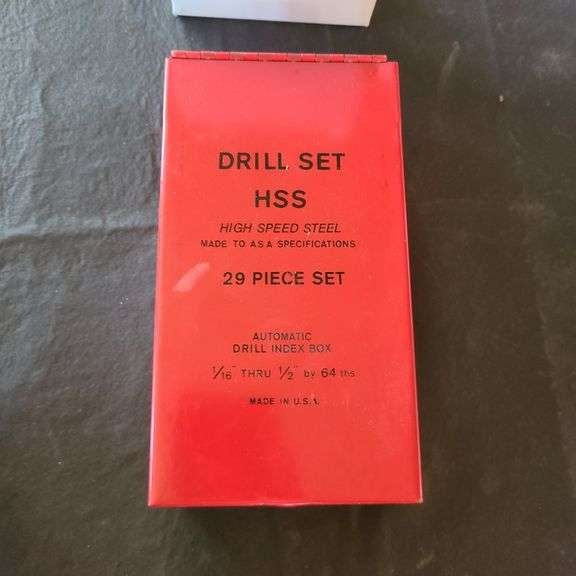 DRILL SET
HSS
HIGH SPEED STEEL
MADE TO A.S.A SPECIFICATIONS
29 PIECE SET
AUTOMATIC
DRILL INDEX BOX
1/16" THRU 1/2" by 64 ths
MADE IN U.S.A.